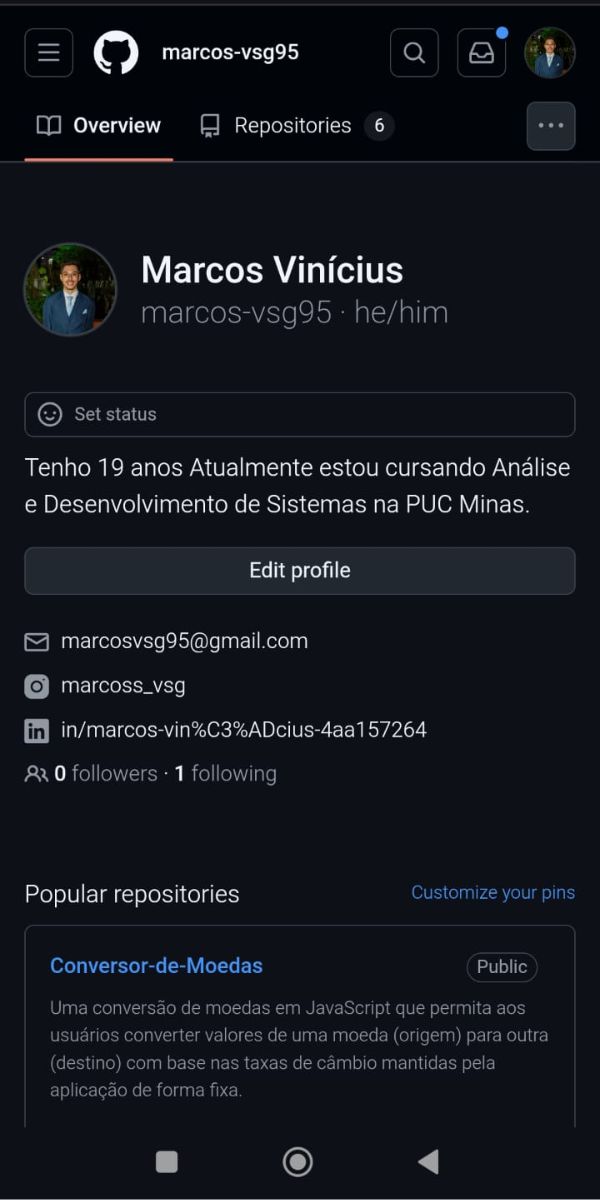 marcos-vsg95
Overview
Repositories 6
Marcos Vinícius
marcos-vsg95 · he/him
Set status
Tenho 19 anos Atualmente estou cursando Análise
e Desenvolvimento de Sistemas na PUC Minas.
Edit profile
marcosvsg95@gmail.com
marcoss_vsg
in/marcos-vin%C3%ADcius-4aa157264
0 followers · 1 following
Popular repositories
Customize your pins
Conversor-de-Moedas
Public
Uma conversão de moedas em JavaScript que permita aos
usuários converter valores de uma moeda (origem) para outra
(destino) com base nas taxas de câmbio mantidas pela
aplicação de forma fixa.